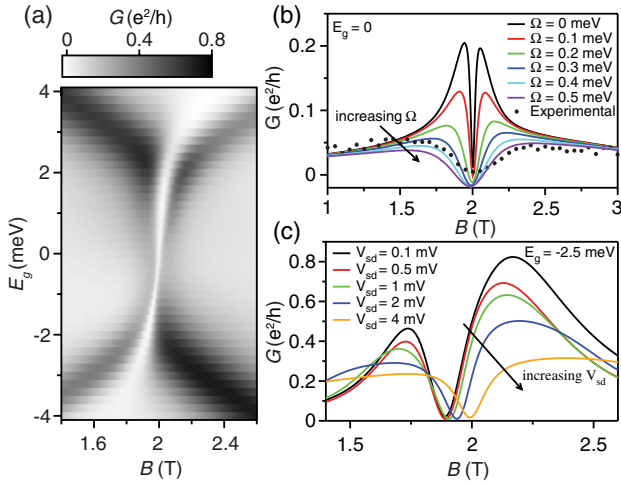 (a)
G (e²/h)
0 0.8
4
2
0
-2
-4
E_g (meV)
1.6 2 2.4
B (T)
(b)
E_g = 0
Ω = 0 meV
Ω = 0.1 meV
Ω = 0.2 meV
Ω = 0.3 meV
Ω = 0.4 meV
Ω = 0.5 meV
Experimental
increasing Ω
0.2
0.1
0
G (e²/h)
1 1.5 2 2.5 3
B (T)
(c)
V_sd = 0.1 mV
V_sd = 0.5 mV
V_sd = 1 mV
V_sd = 2 mV
V_sd = 4 mV
E_g = -2.5 meV
increasing V_sd
0.8
0.6
0.4
0.2
0
G (e²/h)
1.5 2 2.5
B (T)